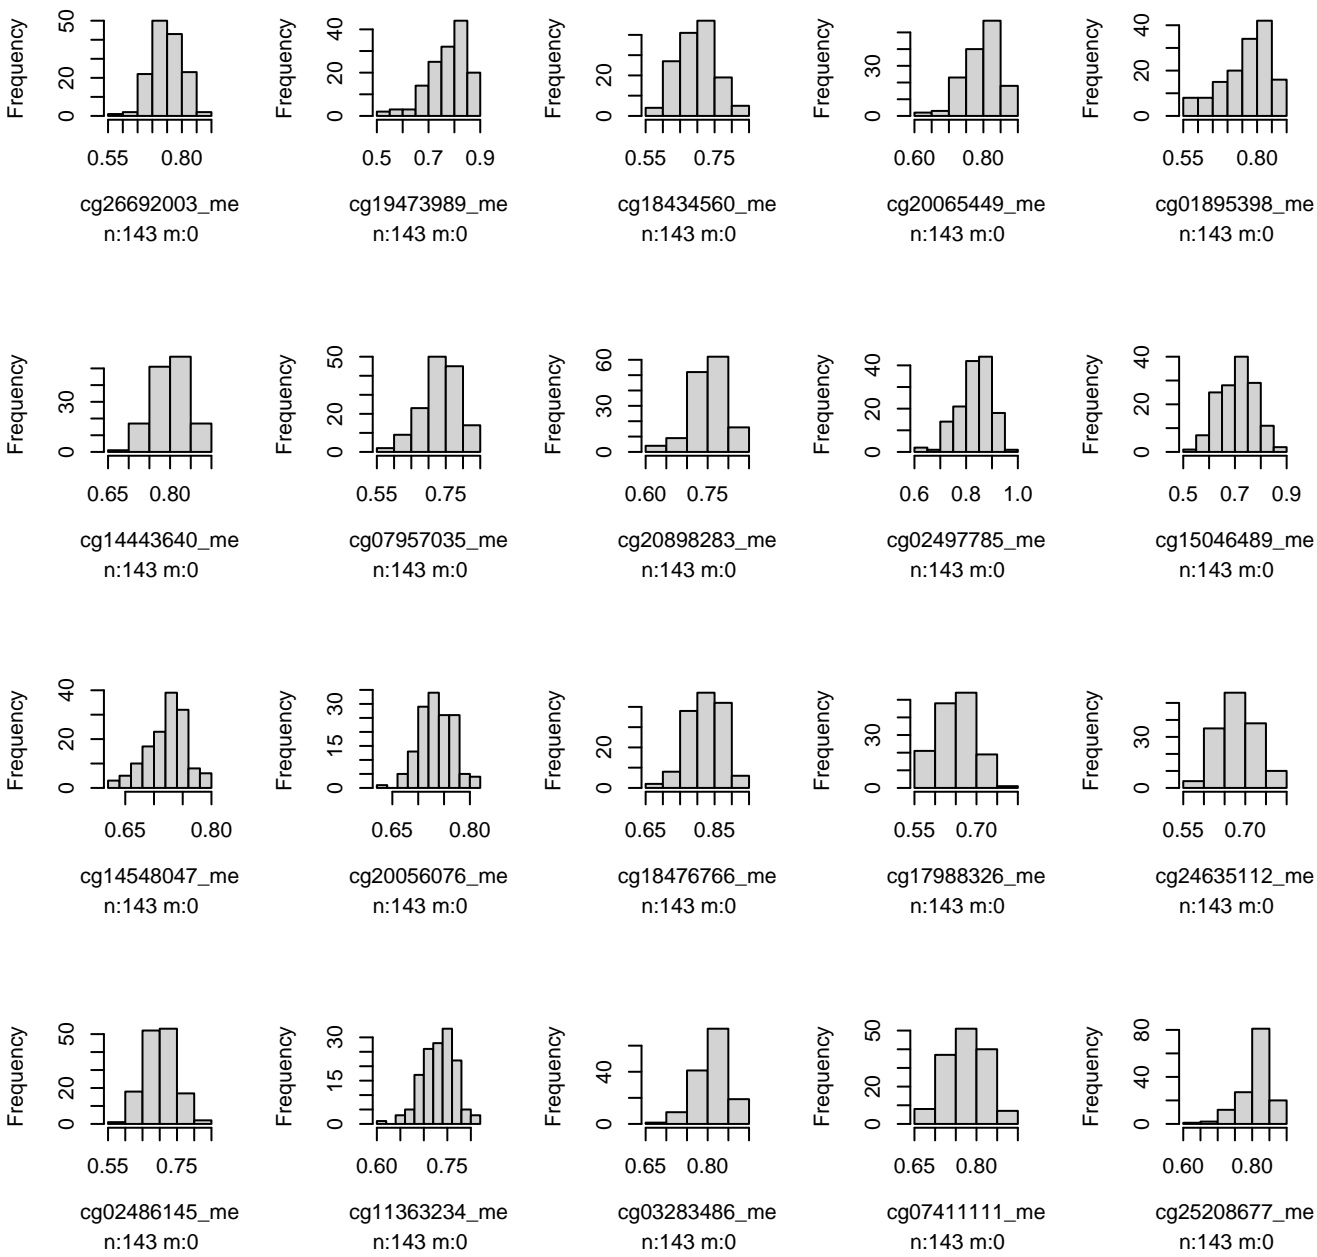 Frequency
0 20 50
0.55 0.80
cg26692003_me
n:143 m:0
Frequency
0 20 40
0.5 0.7 0.9
cg19473989_me
n:143 m:0
Frequency
0 20
0.55 0.75
cg18434560_me
n:143 m:0
Frequency
0 30
0.60 0.80
cg20065449_me
n:143 m:0
Frequency
0 20 40
0.55 0.80
cg01895398_me
n:143 m:0
Frequency
0 30
0.65 0.80
cg14443640_me
n:143 m:0
Frequency
0 20 50
0.55 0.75
cg07957035_me
n:143 m:0
Frequency
0 30 60
0.60 0.75
cg20898283_me
n:143 m:0
Frequency
0 20 40
0.6 0.8 1.0
cg02497785_me
n:143 m:0
Frequency
0 20 40
0.5 0.7 0.9
cg15046489_me
n:143 m:0
Frequency
0 20 40
0.65 0.80
cg14548047_me
n:143 m:0
Frequency
0 15 30
0.65 0.80
cg20056076_me
n:143 m:0
Frequency
0 20
0.65 0.85
cg18476766_me
n:143 m:0
Frequency
0 30
0.55 0.70
cg17988326_me
n:143 m:0
Frequency
0 30
0.55 0.70
cg24635112_me
n:143 m:0
Frequency
0 20 50
0.55 0.75
cg02486145_me
n:143 m:0
Frequency
0 15 30
0.60 0.75
cg11363234_me
n:143 m:0
Frequency
0 40
0.65 0.80
cg03283486_me
n:143 m:0
Frequency
0 20 50
0.65 0.80
cg07411111_me
n:143 m:0
Frequency
0 40 80
0.60 0.80
cg25208677_me
n:143 m:0